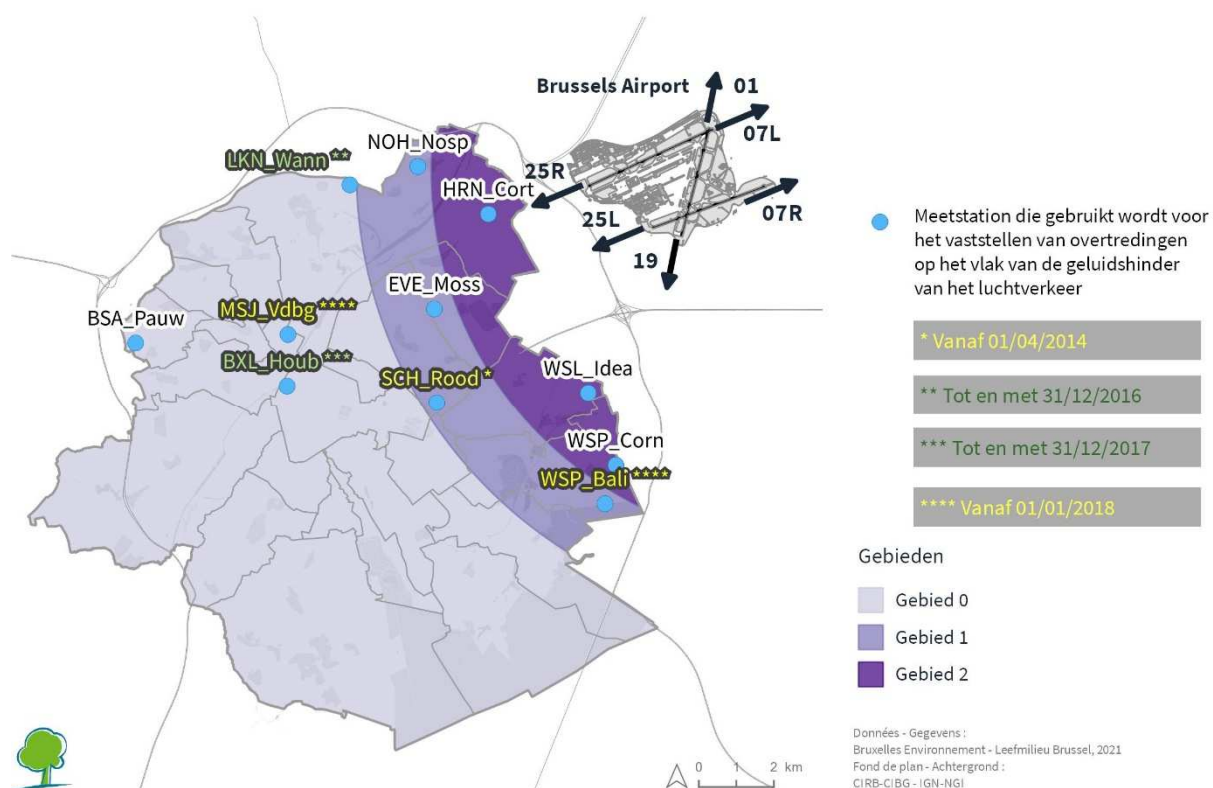 Brussels Airport
01
07L
25R
25L
07R
19
NOH_Nosp
LKN_Wann **
HRN_Cort
EVE_Moss
MSJ_Vdbg ****
BSA_Pauw
BXL_Houb ***
SCH_Rood *
WSL_Idea
WSP_Corn
WSP_Bali ****
Meetstation die gebruikt wordt voor
het vaststellen van overtredingen
op het vlak van de geluidshinder
van het luchtverkeer
* Vanaf 01/04/2014
** Tot en met 31/12/2016
*** Tot en met 31/12/2017
**** Vanaf 01/01/2018
Gebieden
Gebied 0
Gebied 1
Gebied 2
Données - Gegevens :
Bruxelles Environnement - Leefmilieu Brussel, 2021
Fond de plan - Achtergrond :
CIRB-CIBG - IGN-NGI
0 1 2 km